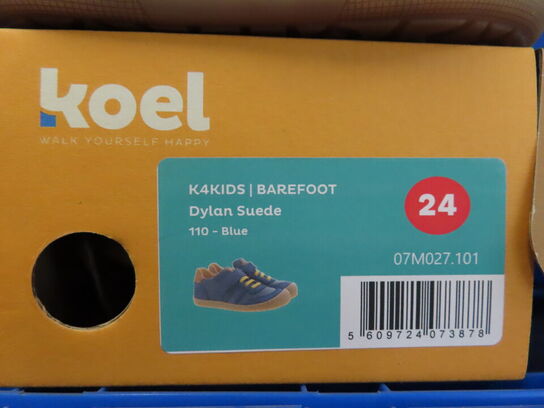 koel
WALK YOURSELF HAPPY
K4KIDS | BAREFOOT
Dylan Suede
110 - Blue
24
07M027.101
5 609724 073878